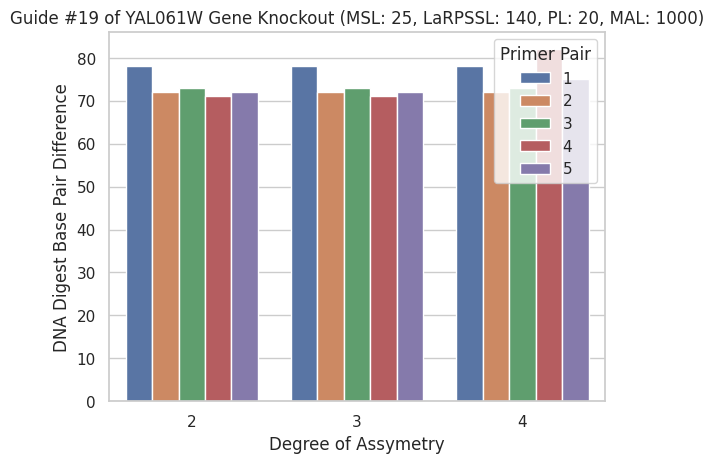 Guide #19 of YAL061W Gene Knockout (MSL: 25, LaRPSSL: 140, PL: 20, MAL: 1000)
DNA Digest Base Pair Difference
80
70
60
50
40
30
20
10
0
Primer Pair
1
2
3
4
5
2 3 4
Degree of Assymetry